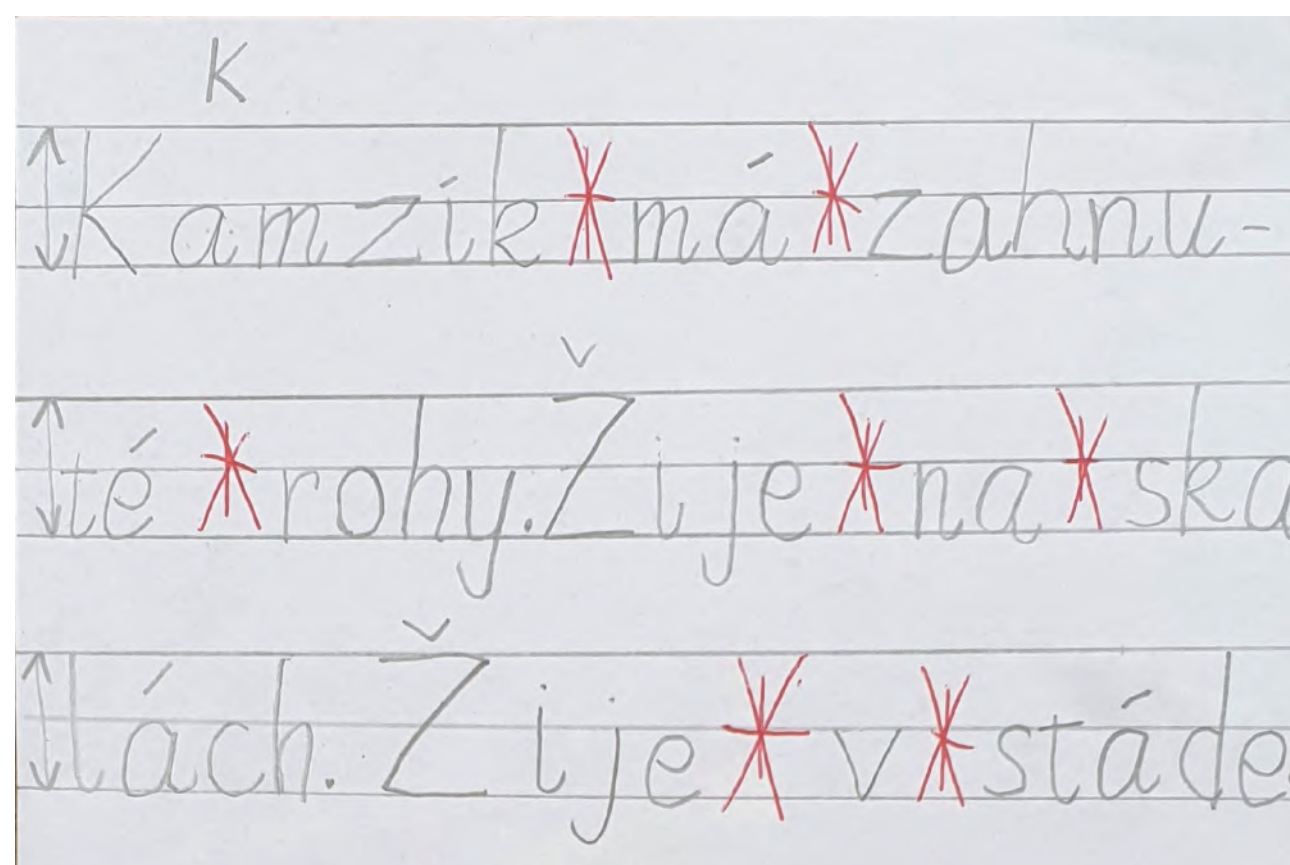 K
Kamzík * má * zahnu-
té * rohy. Žije * na * ska
lách. Žije * v * stáde